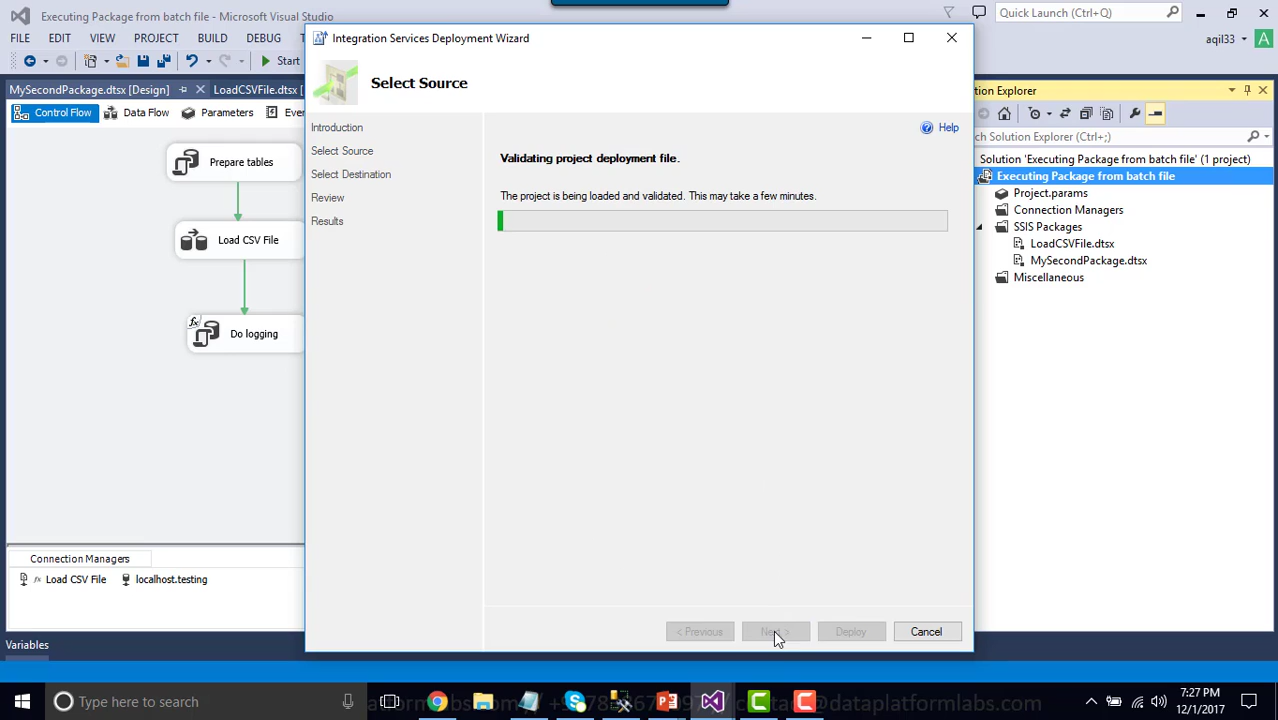 Executing Package from batch file - Microsoft Visual Studio
Quick Launch (Ctrl+Q)
FILE EDIT VIEW PROJECT BUILD DEBUG
aqil33 A
Start
MySecondPackage.dtsx [Design] LoadCSVFile.dtsx [
Control Flow Data Flow Parameters
Prepare tables
Load CSV File
fx
Do logging
Connection Managers
fx Load CSV File localhost.testing
Variables
Integration Services Deployment Wizard
Select Source
Introduction
Select Source
Select Destination
Review
Results
Help
Validating project deployment file.
The project is being loaded and validated. This may take a few minutes.
< Previous Next > Deploy Cancel
Explorer
Search Solution Explorer (Ctrl+;)
Solution 'Executing Package from batch file' (1 project)
Executing Package from batch file
Project.params
Connection Managers
SSIS Packages
LoadCSVFile.dtsx
MySecondPackage.dtsx
Miscellaneous
Type here to search
7:27 PM
12/1/2017